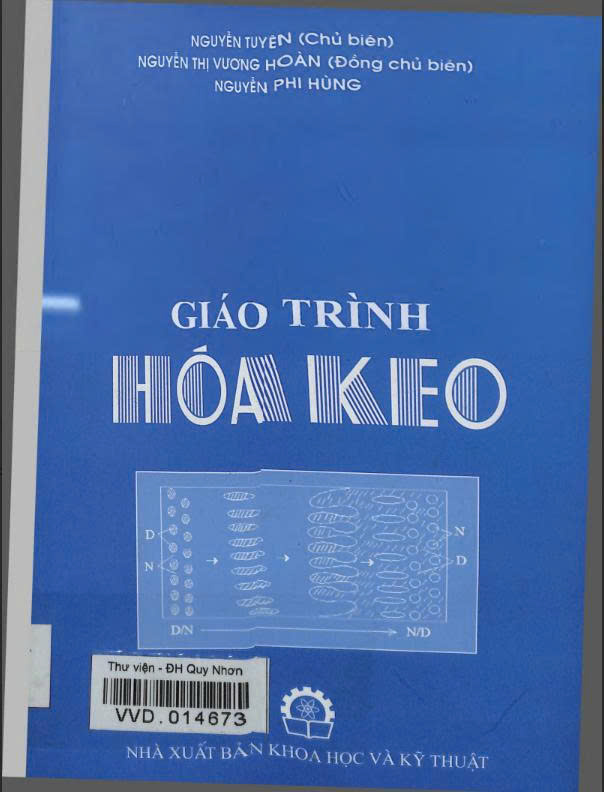 NGUYỄN TUYÊN (Chủ biên)
NGUYỄN THỊ VƯƠNG HOÀN (Đồng chủ biên)
NGUYỄN PHI HÙNG
GIÁO TRÌNH
HÓA KEO
D
N
N
D
D/N
N/D
Thư viện - ĐH Quy Nhơn
VVD.014673
NHÀ XUẤT BẢN KHOA HỌC VÀ KỸ THUẬT